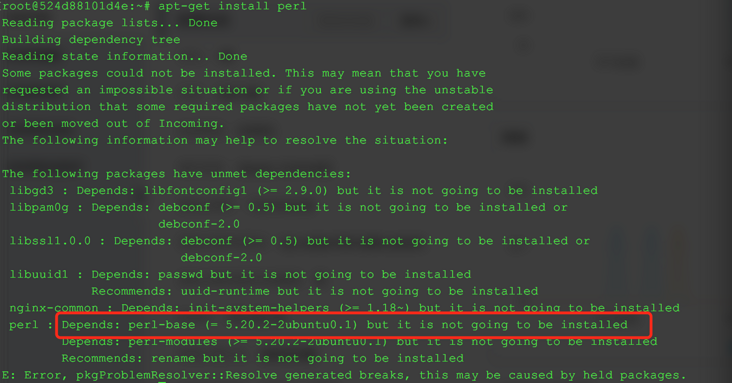 [root@524d88101d4e:~# apt-get install perl
Reading package lists... Done
Building dependency tree
Reading state information... Done
Some packages could not be installed. This may mean that you have
requested an impossible situation or if you are using the unstable
distribution that some required packages have not yet been created
or been moved out of Incoming.
The following information may help to resolve the situation:
The following packages have unmet dependencies:
libgd3 : Depends: libfontconfig1 (>= 2.9.0) but it is not going to be installed
libpam0g : Depends: debconf (>= 0.5) but it is not going to be installed or
debconf-2.0
libssl1.0.0 : Depends: debconf (>= 0.5) but it is not going to be installed or
debconf-2.0
libuuid1 : Depends: passwd but it is not going to be installed
Recommends: uuid-runtime but it is not going to be installed
nginx-common : Depends: init-system-helpers (>= 1.18~) but it is not going to be installed
perl : Depends: perl-base (= 5.20.2-2ubuntu0.1) but it is not going to be installed
Depends: perl-modules (>= 5.20.2-2ubuntu0.1) but it is not going to be installed
Recommends: rename but it is not going to be installed
E: Error, pkgProblemResolver::Resolve generated breaks, this may be caused by held packages.